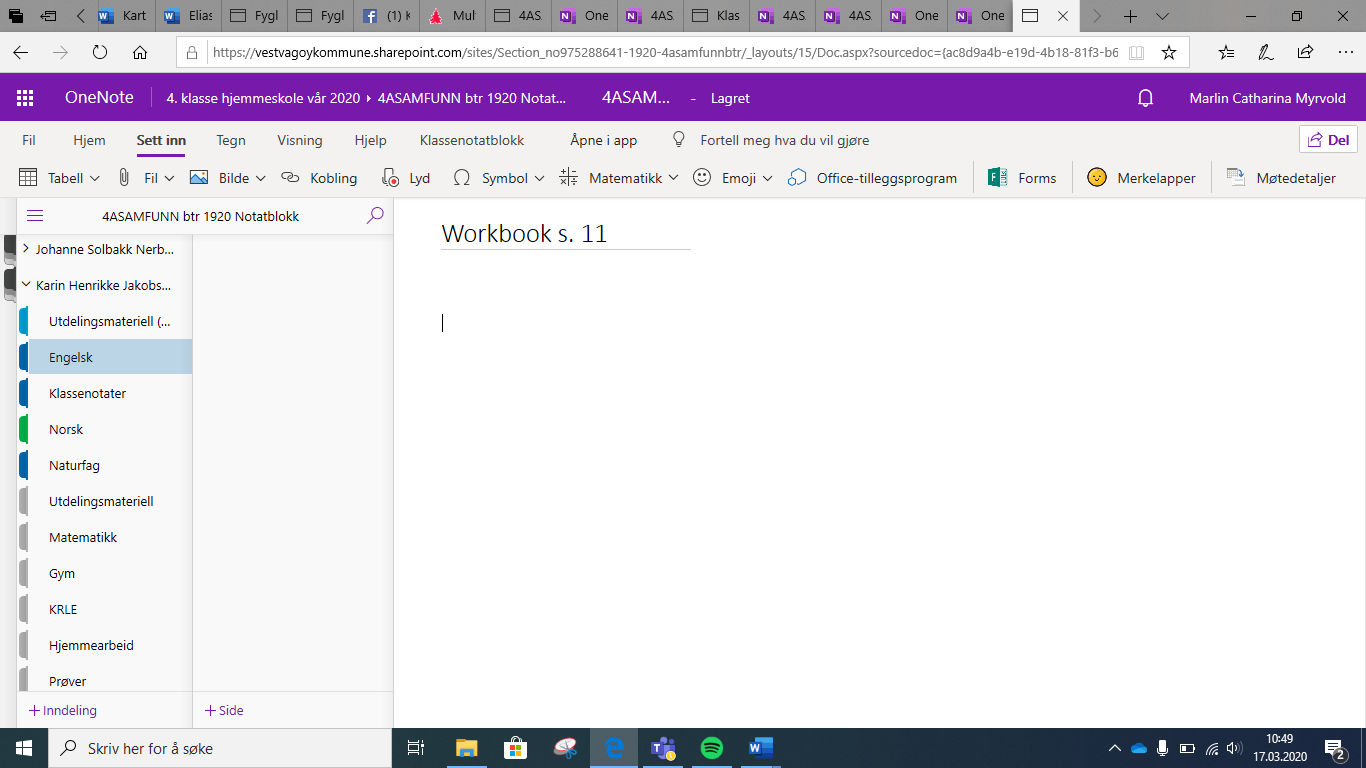 Kart
Elias
Fygl
Fygl
(1) K
Mul
4AS.
One
4AS.
Klas
4AS.
4AS.
One
One
https://vestvagoykommune.sharepoint.com/sites/Section_no975288641-1920-4asamfunnbtr/_layouts/15/Doc.aspx?sourcedoc={ac8d9a4b-e19d-4b18-81f3-b6
OneNote
4. klasse hjemmeskole vår 2020 › 4ASAMFUNN btr 1920 Notat...
4ASAM... - Lagret
Marlin Catharina Myrvold
Fil Hjem Sett inn Tegn Visning Hjelp Klassenotatblokk Åpne i app Fortell meg hva du vil gjøre Del
Tabell Fil Bilde Kobling Lyd Symbol Matematikk Emoji Office-tilleggsprogram Forms Merkelapper Møtedetaljer
4ASAMFUNN btr 1920 Notatblokk
Johanne Solbakk Nerb...
Karin Henrikke Jakobs...
Utdelingsmateriell (...
Engelsk
Klassenotater
Norsk
Naturfag
Utdelingsmateriell
Matematikk
Gym
KRLE
Hjemmearbeid
Prøver
+ Inndeling
+ Side
Workbook s. 11
Skriv her for å søke
10:49
17.03.2020
2